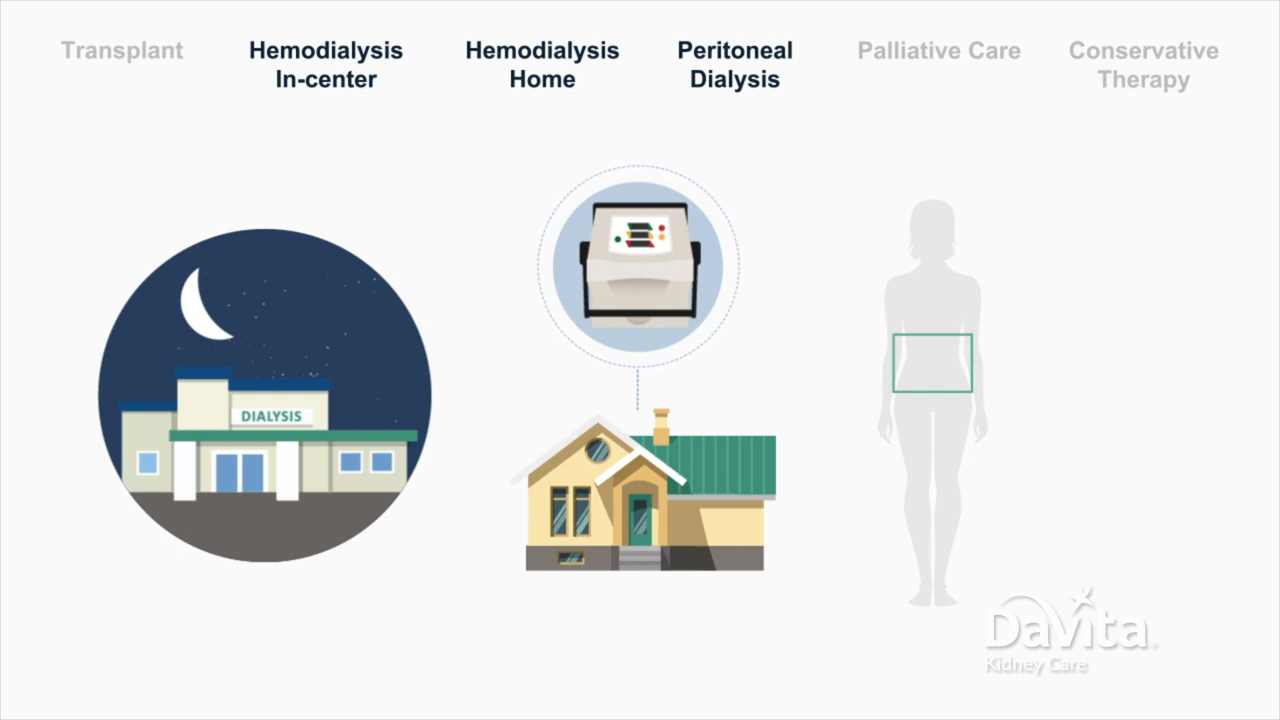 Transplant
Hemodialysis
In-center
Hemodialysis
Home
Peritoneal
Dialysis
Palliative Care
Conservative
Therapy
DIALYSIS
DaVita
Kidney Care